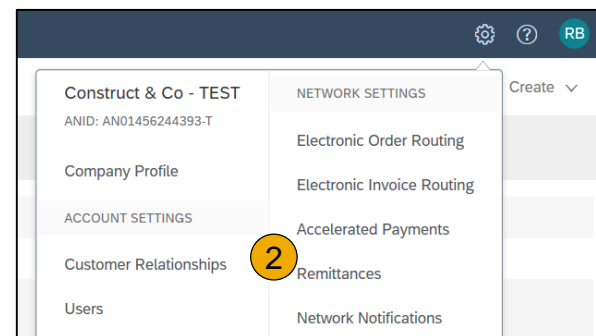 RB
Create
Construct & Co - TEST
ANID: AN01456244393-T
Company Profile
ACCOUNT SETTINGS
Customer Relationships
Users
NETWORK SETTINGS
Electronic Order Routing
Electronic Invoice Routing
Accelerated Payments
2
Remittances
Network Notifications